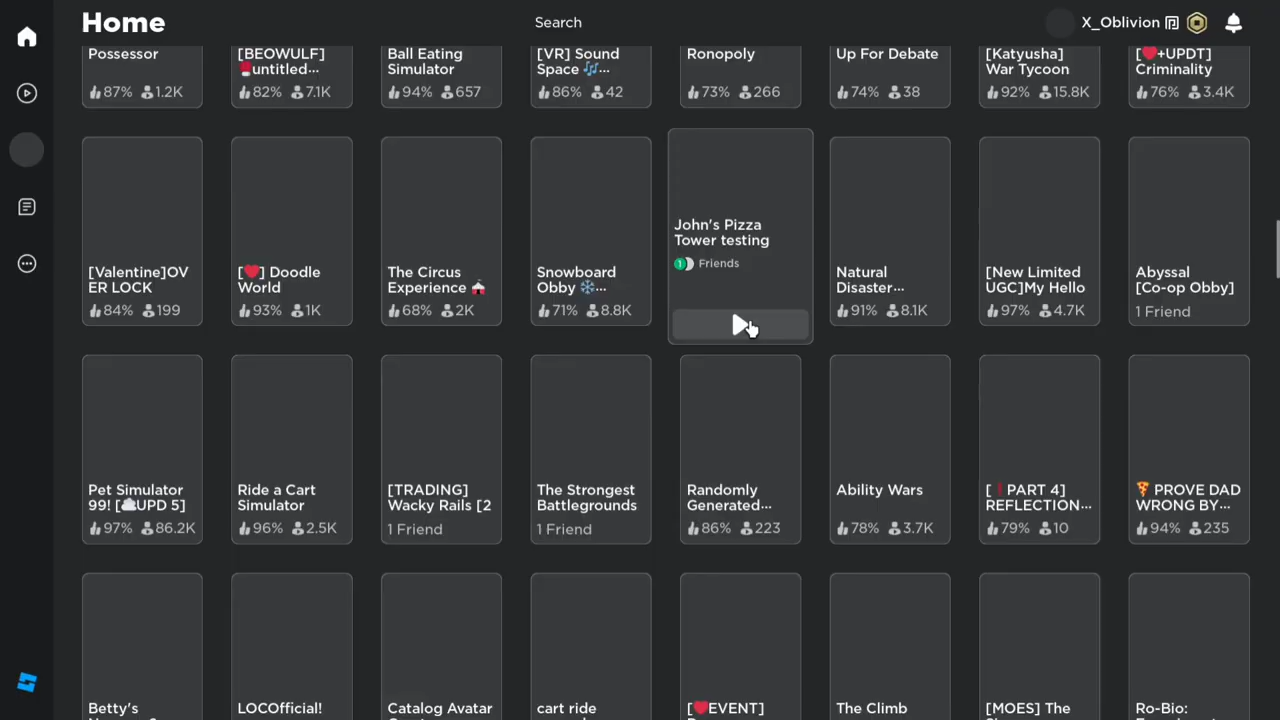 Home
Search
X_Oblivion
Possessor
[BEOWULF]
untitled...
Ball Eating
Simulator
[VR] Sound
Space 🎶...
Ronopoly
Up For Debate
[Katyusha]
War Tycoon
[❤️+UPDT]
Criminality
87% 1.2K
82% 7.1K
94% 657
86% 42
73% 266
74% 38
92% 15.8K
76% 3.4K
[Valentine]OV
ER LOCK
[❤️] Doodle
World
The Circus
Experience 🎪
Snowboard
Obby ❄️...
John's Pizza
Tower testing
1 Friends
Natural
Disaster...
[New Limited
UGC]My Hello
Abyssal
[Co-op Obby]
84% 199
93% 1K
68% 2K
71% 8.8K
91% 8.1K
97% 4.7K
1 Friend
Pet Simulator
99! [☁️UPD 5]
Ride a Cart
Simulator
[TRADING]
Wacky Rails [2
The Strongest
Battlegrounds
Randomly
Generated...
Ability Wars
[❗PART 4]
REFLECTION...
🍕 PROVE DAD
WRONG BY...
97% 86.2K
96% 2.5K
1 Friend
1 Friend
86% 223
78% 3.7K
79% 10
94% 235
Betty's
LOCOfficial!
Catalog Avatar
cart ride
[❤️EVENT]
The Climb
[MOES] The
Ro-Bio: